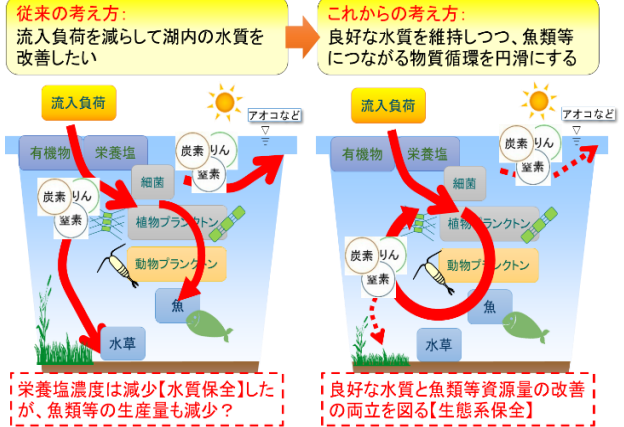 従来の考え方:
流入負荷を減らして湖内の水質を
改善したい
流入負荷
アオコなど
有機物
栄養塩
炭素
りん
窒素
細菌
炭素
りん
窒素
植物プランクトン
動物プランクトン
魚
水草
栄養塩濃度は減少【水質保全】した
が、魚類等の生産量も減少？
これからの考え方:
良好な水質を維持しつつ、魚類等
につながる物質循環を円滑にする
流入負荷
アオコなど
有機物
栄養塩
炭素
りん
窒素
細菌
植物プランクトン
炭素
りん
窒素
動物プランクトン
魚
水草
良好な水質と魚類等資源量の改善
の両立を図る【生態系保全】